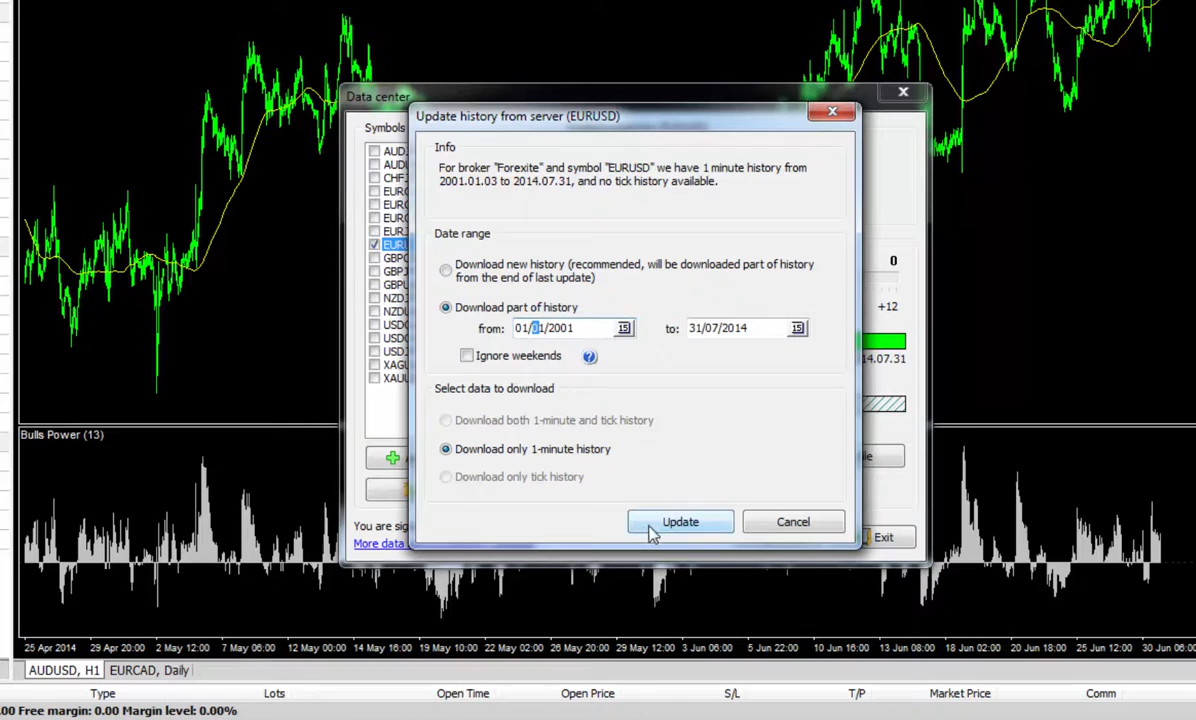 Data center
Update history from server (EURUSD)
Symbols
Info
For broker "Forexite" and symbol "EURUSD" we have 1 minute history from
2001.01.03 to 2014.07.31, and no tick history available.
Date range
Download new history (recommended, will be downloaded part of history
from the end of last update)
0
+12
Download part of history
from: 01/01/2001 15 to: 31/07/2014 15
Ignore weekends ?
14.07.31
Select data to download
Download both 1-minute and tick history
Download only 1-minute history
Download only tick history
Update Cancel
AUD
CHF
EUR
EUR
EUR
EUR
EUR
GBP
GBP
GBP
NZD
NZD
USD
USD
USD
XAG
XAU
You are sig
More data
Exit
Bulls Power (13)
25 Apr 2014 29 Apr 20:00 2 May 12:00 7 May 06:00 12 May 00:00 14 May 16:00 19 May 10:00 22 May 02:00 26 May 19:00 29 May 12:00 3 Jun 06:00 5 Jun 22:00 10 Jun 16:00 13 Jun 08:00 18 Jun 02:00 20 Jun 18:00 25 Jun 12:00 30 Jun 06:00
AUDUSD, H1 EURCAD, Daily
Type Lots Open Time Open Price S/L T/P Market Price Comm
.00 Free margin: 0.00 Margin level: 0.00%